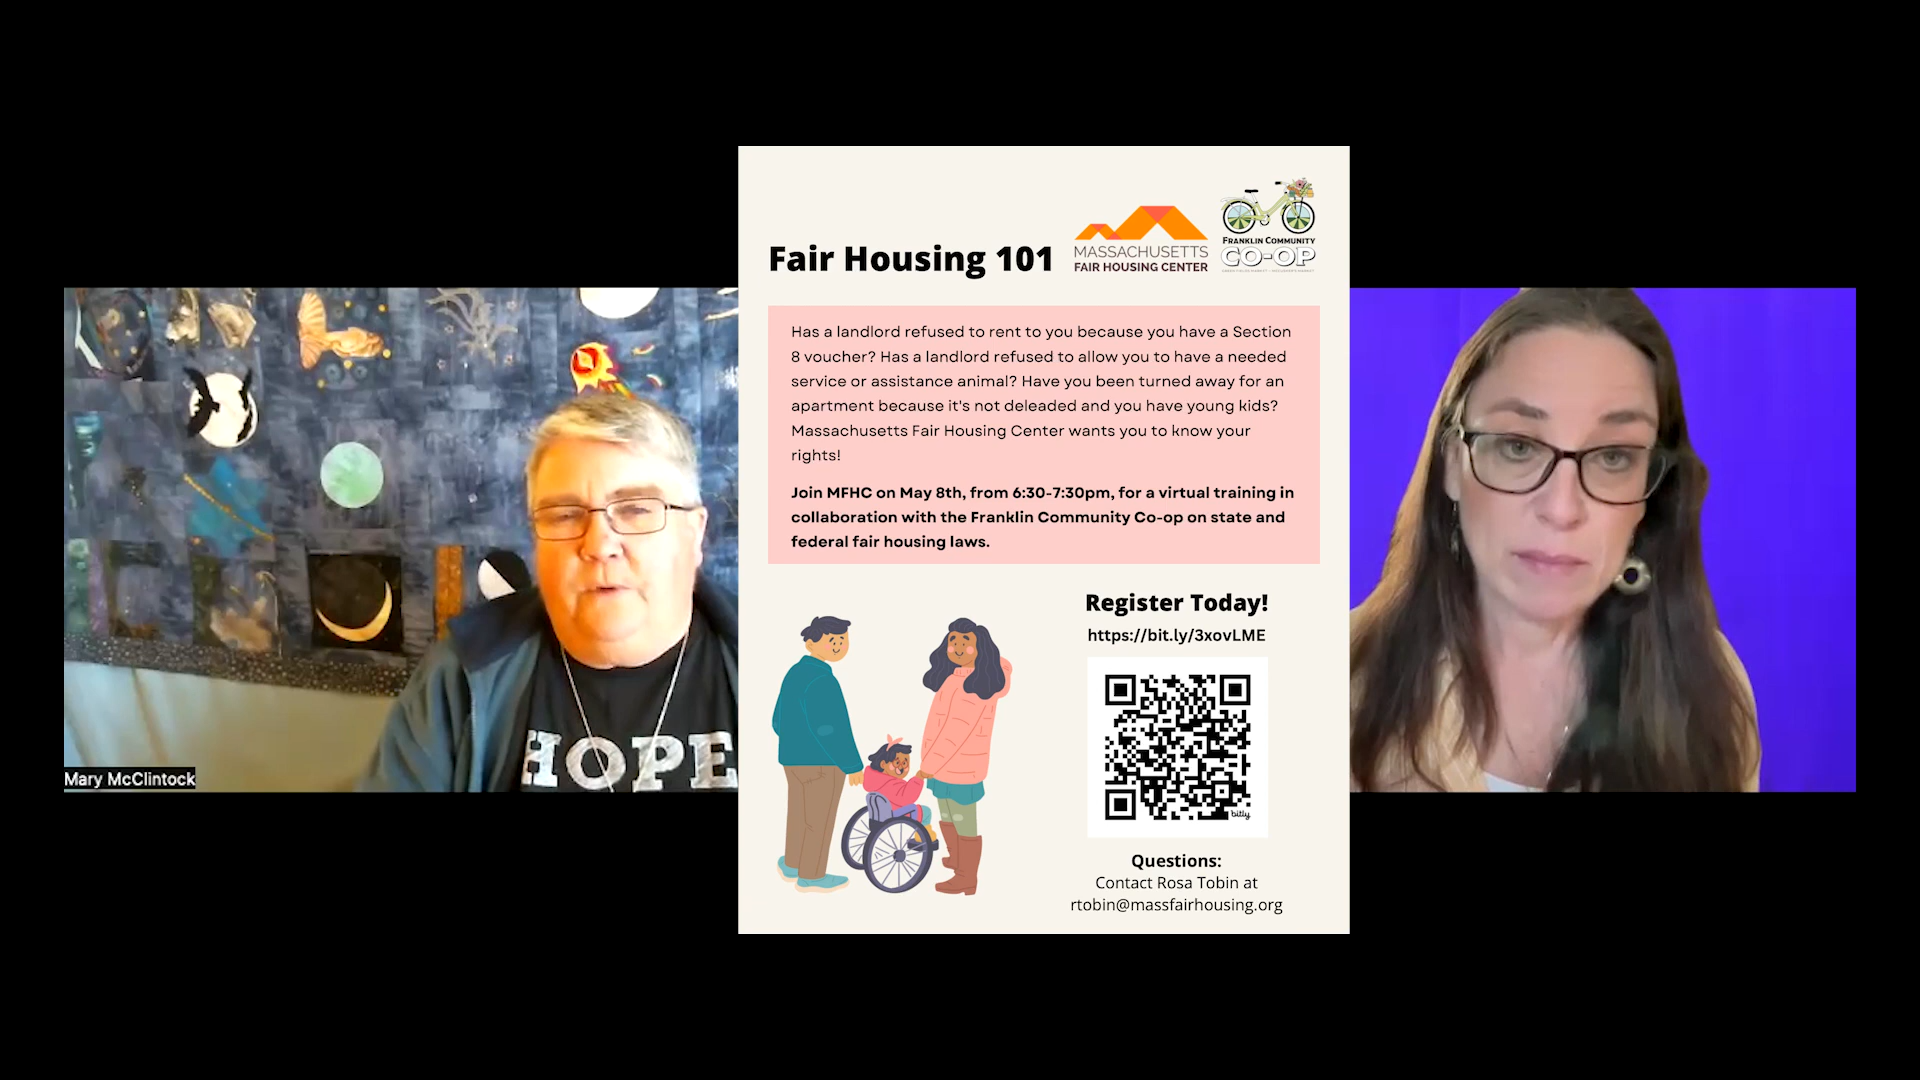 Fair Housing 101
MASSACHUSETTS
FAIR HOUSING CENTER
FRANKLIN COMMUNITY
CO-OP
Has a landlord refused to rent to you because you have a Section
8 voucher? Has a landlord refused to allow you to have a needed
service or assistance animal? Have you been turned away for an
apartment because it's not deleaded and you have young kids?
Massachusetts Fair Housing Center wants you to know your
rights!
Join MFHC on May 8th, from 6:30-7:30pm, for a virtual training in
collaboration with the Franklin Community Co-op on state and
federal fair housing laws.
Register Today!
https://bit.ly/3xovLME
bitly
Questions:
Contact Rosa Tobin at
rtobin@massfairhousing.org
HOPE
Mary McClintock